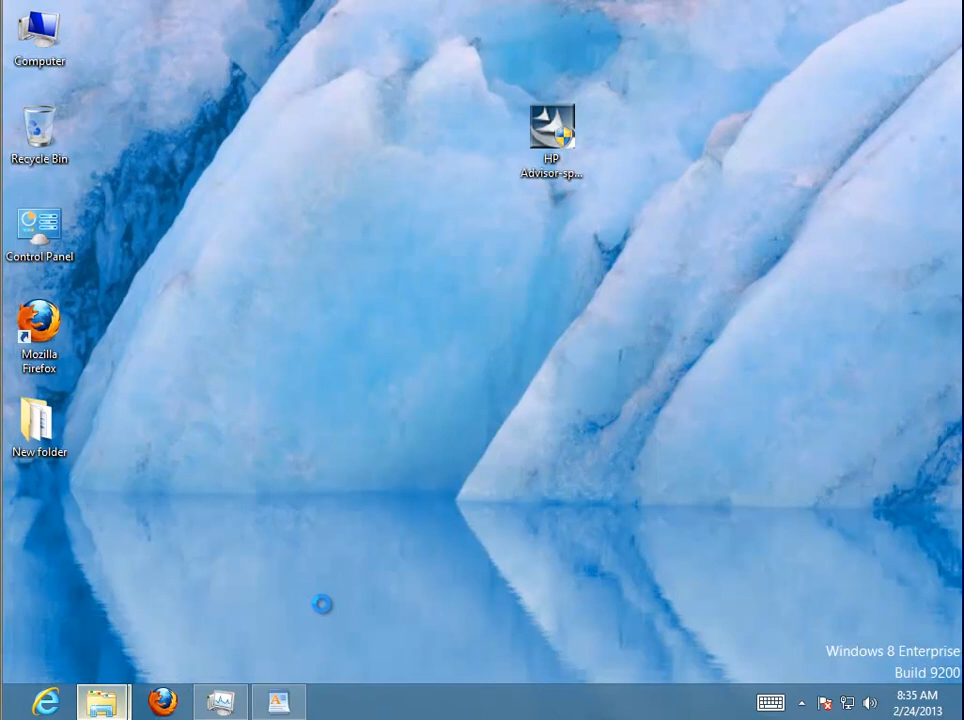 Computer
Recycle Bin
Control Panel
Mozilla
Firefox
New folder
HP
Advisor-sp...
Windows 8 Enterprise
Build 9200
8:35 AM
2/24/2013